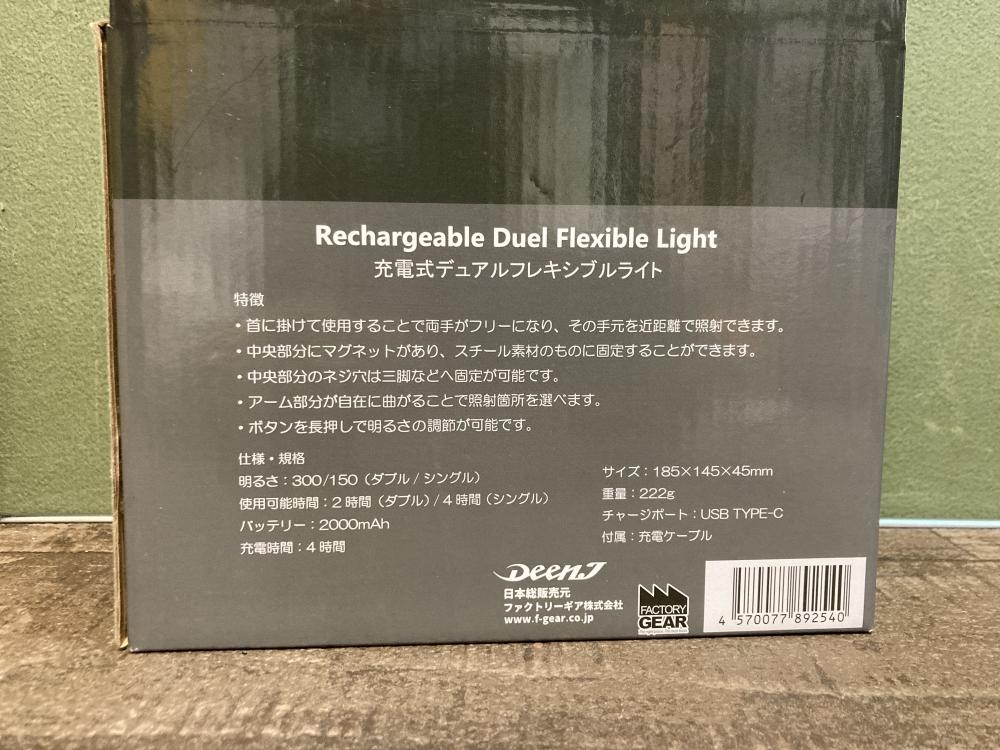 Rechargeable Duel Flexible Light
充電式デュアルフレキシブルライト
特徴
・首に掛けて使用することで両手がフリーになり、その手元を近距離で照射できます。
・中央部分にマグネットがあり、スチール素材のものに固定することができます。
・中央部分のネジ穴は三脚などへ固定が可能です。
・アーム部分が自在に曲がることで照射箇所を選べます。
・ボタンを長押しで明るさの調節が可能です。
仕様・規格
明るさ：300/150（ダブル / シングル）
使用可能時間：2 時間（ダブル）/ 4 時間（シングル）
バッテリー：2000mAh
充電時間：4 時間
サイズ：185×145×45mm
重量：222g
チャージポート：USB TYPE-C
付属：充電ケーブル
DeenJ
日本総販売元
ファクトリーギア株式会社
www.f-gear.co.jp
FACTORY
GEAR
4 570077 892540